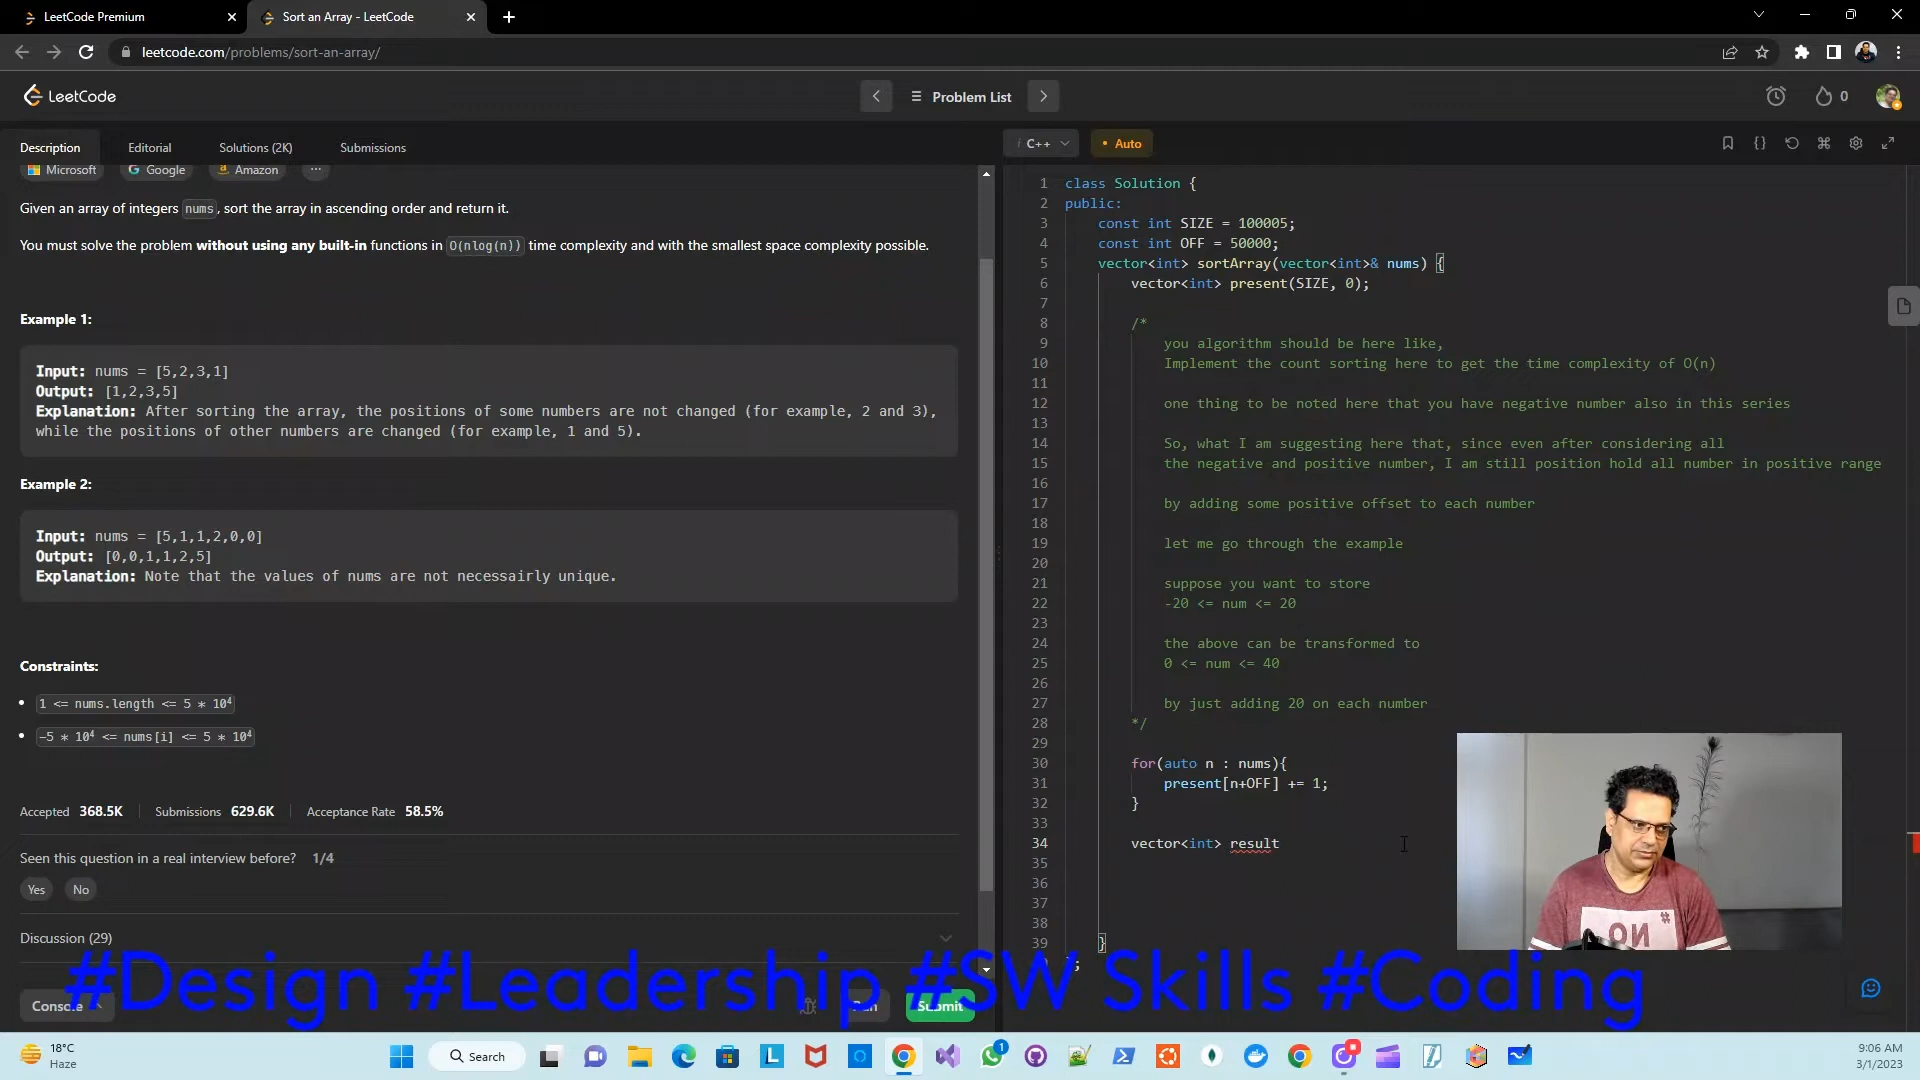 LeetCode Premium
Sort an Array - LeetCode
leetcode.com/problems/sort-an-array/
LeetCode
Problem List
0
Description
Editorial
Solutions (2K)
Submissions
C++
Auto
Microsoft
Google
Amazon
Given an array of integers nums, sort the array in ascending order and return it.
You must solve the problem without using any built-in functions in O(nlog(n)) time complexity and with the smallest space complexity possible.
Example 1:
Input: nums = [5,2,3,1]
Output: [1,2,3,5]
Explanation: After sorting the array, the positions of some numbers are not changed (for example, 2 and 3),
while the positions of other numbers are changed (for example, 1 and 5).
Example 2:
Input: nums = [5,1,1,2,0,0]
Output: [0,0,1,1,2,5]
Explanation: Note that the values of nums are not necessairly unique.
Constraints:
• 1 <= nums.length <= 5 * 10⁴
• -5 * 10⁴ <= nums[i] <= 5 * 10⁴
Accepted 368.5K
Submissions 629.6K
Acceptance Rate 58.5%
Seen this question in a real interview before? 1/4
Yes
No
Discussion (29)
Console
Submit
1 class Solution {
2 public:
3 const int SIZE = 100005;
4 const int OFF = 50000;
5 vector<int> sortArray(vector<int>& nums) {
6 vector<int> present(SIZE, 0);
7
8 /*
9 you algorithm should be here like,
10 Implement the count sorting here to get the time complexity of O(n)
11
12 one thing to be noted here that you have negative number also in this series
13
14 So, what I am suggesting here that, since even after considering all
15 the negative and positive number, I am still position hold all number in positive range
16
17 by adding some positive offset to each number
18
19 let me go through the example
20
21 suppose you want to store
22 -20 <= num <= 20
23
24 the above can be transformed to
25 0 <= num <= 40
26
27 by just adding 20 on each number
28 */
29
30 for(auto n : nums){
31 present[n+OFF] += 1;
32 }
33
34 vector<int> result
35
36
37
38
39 }
};
NO
#Design #Leadership #SW Skills #Coding
18°C
Haze
Search
1
9:06 AM
3/1/2023